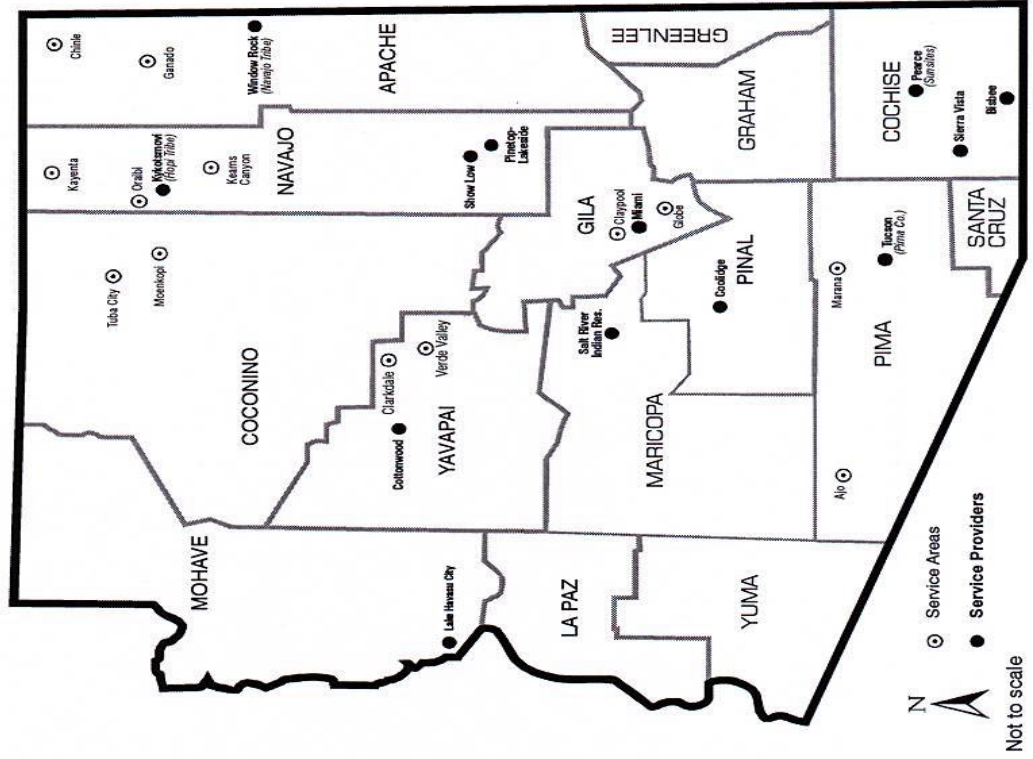 Chinle
Ganado
Window Rock
(Navajo Tribe)
APACHE
GREENLEE
Kayenta
Oraibi
Kykotsmovi
(Hopi Tribe)
Keams
Canyon
NAVAJO
Show Low
Pinetop-
Lakeside
GRAHAM
COCHISE
Pearce
(Sunsites)
Sierra Vista
Bisbee
Tuba City
Moenkopi
COCONINO
GILA
Claypool
Miami
Globe
Clarkdale
Verde Valley
Cottonwood
YAVAPAI
Salt River
Indian Res.
MARICOPA
Coolidge
PINAL
Marana
Tucson
(Pima Co.)
SANTA
CRUZ
PIMA
Ajo
MOHAVE
Lake Havasu City
LA PAZ
YUMA
N
Service Areas
Service Providers
Not to scale